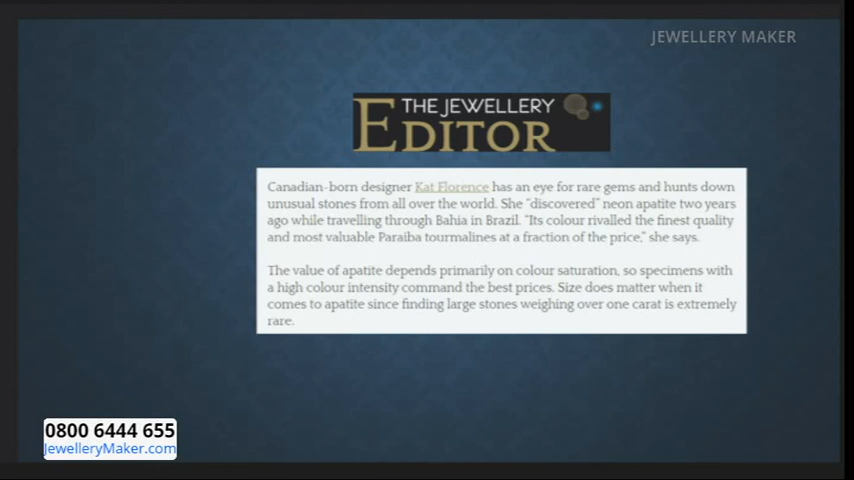 JEWELLERY MAKER
THE JEWELLERY
EDITOR
Canadian-born designer Kat Florence has an eye for rare gems and hunts down
unusual stones from all over the world. She “discovered” neon apatite two years
ago while travelling through Bahia in Brazil. “Its colour rivalled the finest quality
and most valuable Paraiba tourmalines at a fraction of the price,” she says.
The value of apatite depends primarily on colour saturation, so specimens with
a high colour intensity command the best prices. Size does matter when it
comes to apatite since finding large stones weighing over one carat is extremely
rare.
0800 6444 655
JewelleryMaker.com